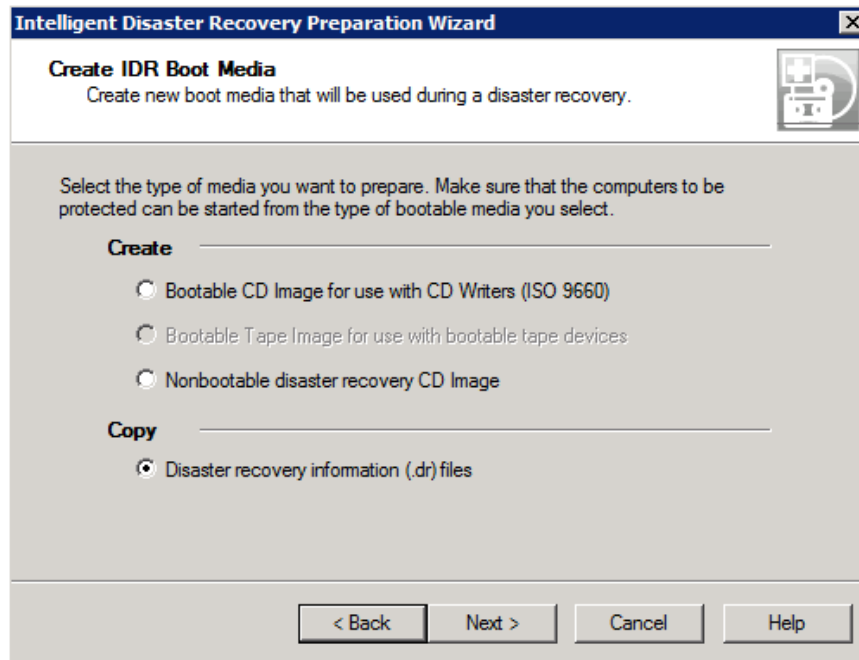 Intelligent Disaster Recovery Preparation Wizard
Create IDR Boot Media
Create new boot media that will be used during a disaster recovery.
Select the type of media you want to prepare. Make sure that the computers to be
protected can be started from the type of bootable media you select.
Create
Bootable CD Image for use with CD Writers (ISO 9660)
Bootable Tape Image for use with bootable tape devices
Nonbootable disaster recovery CD Image
Copy
Disaster recovery information (.dr) files
< Back
Next >
Cancel
Help